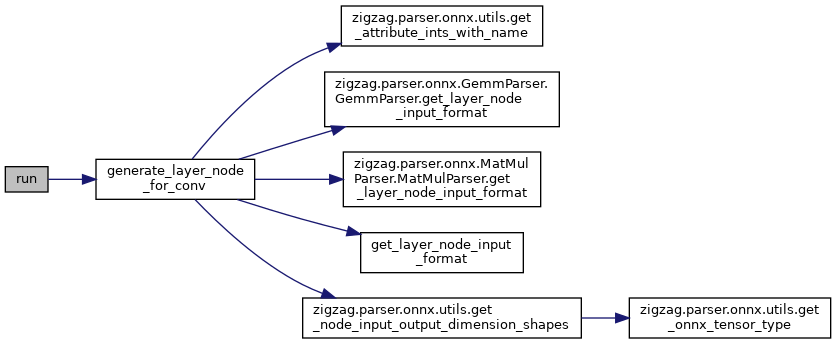 run
generate_layer_node
_for_conv
zigzag.parser.onnx.utils.get
_attribute_ints_with_name
zigzag.parser.onnx.GemmParser.
GemmParser.get_layer_node
_input_format
zigzag.parser.onnx.MatMul
Parser.MatMulParser.get
_layer_node_input_format
get_layer_node_input
_format
zigzag.parser.onnx.utils.get
_node_input_output_dimension_shapes
zigzag.parser.onnx.utils.get
_onnx_tensor_type